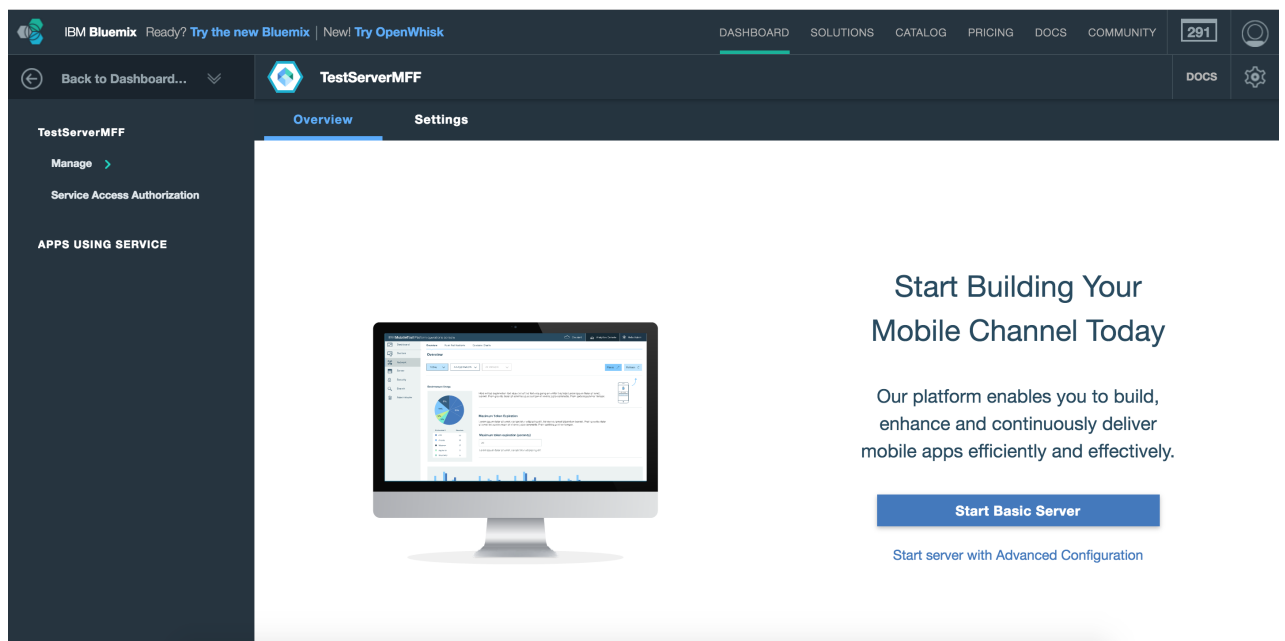 IBM Bluemix Ready? Try the new Bluemix | New! Try OpenWhisk
DASHBOARD SOLUTIONS CATALOG PRICING DOCS COMMUNITY 291
Back to Dashboard...
TestServerMFF
DOCS
TestServerMFF
Manage
Service Access Authorization
APPS USING SERVICE
Overview Settings
Overview
Start Building Your
Mobile Channel Today
Our platform enables you to build,
enhance and continuously deliver
mobile apps efficiently and effectively.
Start Basic Server
Start server with Advanced Configuration